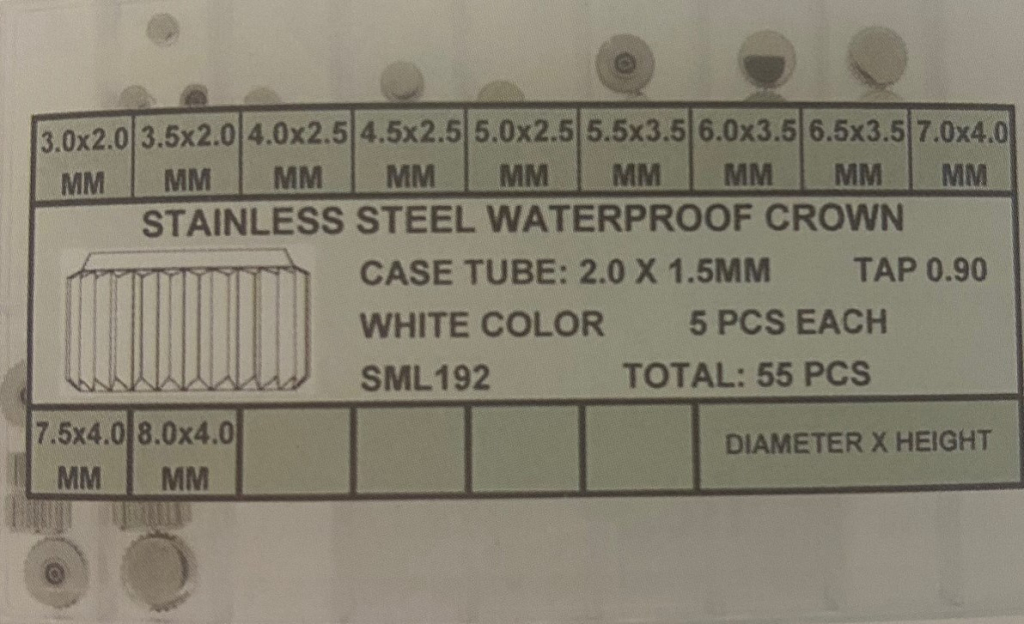 3.0x2.0 3.5x2.0 4.0x2.5 4.5x2.5 5.0x2.5 5.5x3.5 6.0x3.5 6.5x3.5 7.0x4.0
MM MM MM MM MM MM MM MM MM
STAINLESS STEEL WATERPROOF CROWN
CASE TUBE: 2.0 X 1.5MM TAP 0.90
WHITE COLOR 5 PCS EACH
SML192 TOTAL: 55 PCS
7.5x4.0 8.0x4.0 DIAMETER X HEIGHT
MM MM